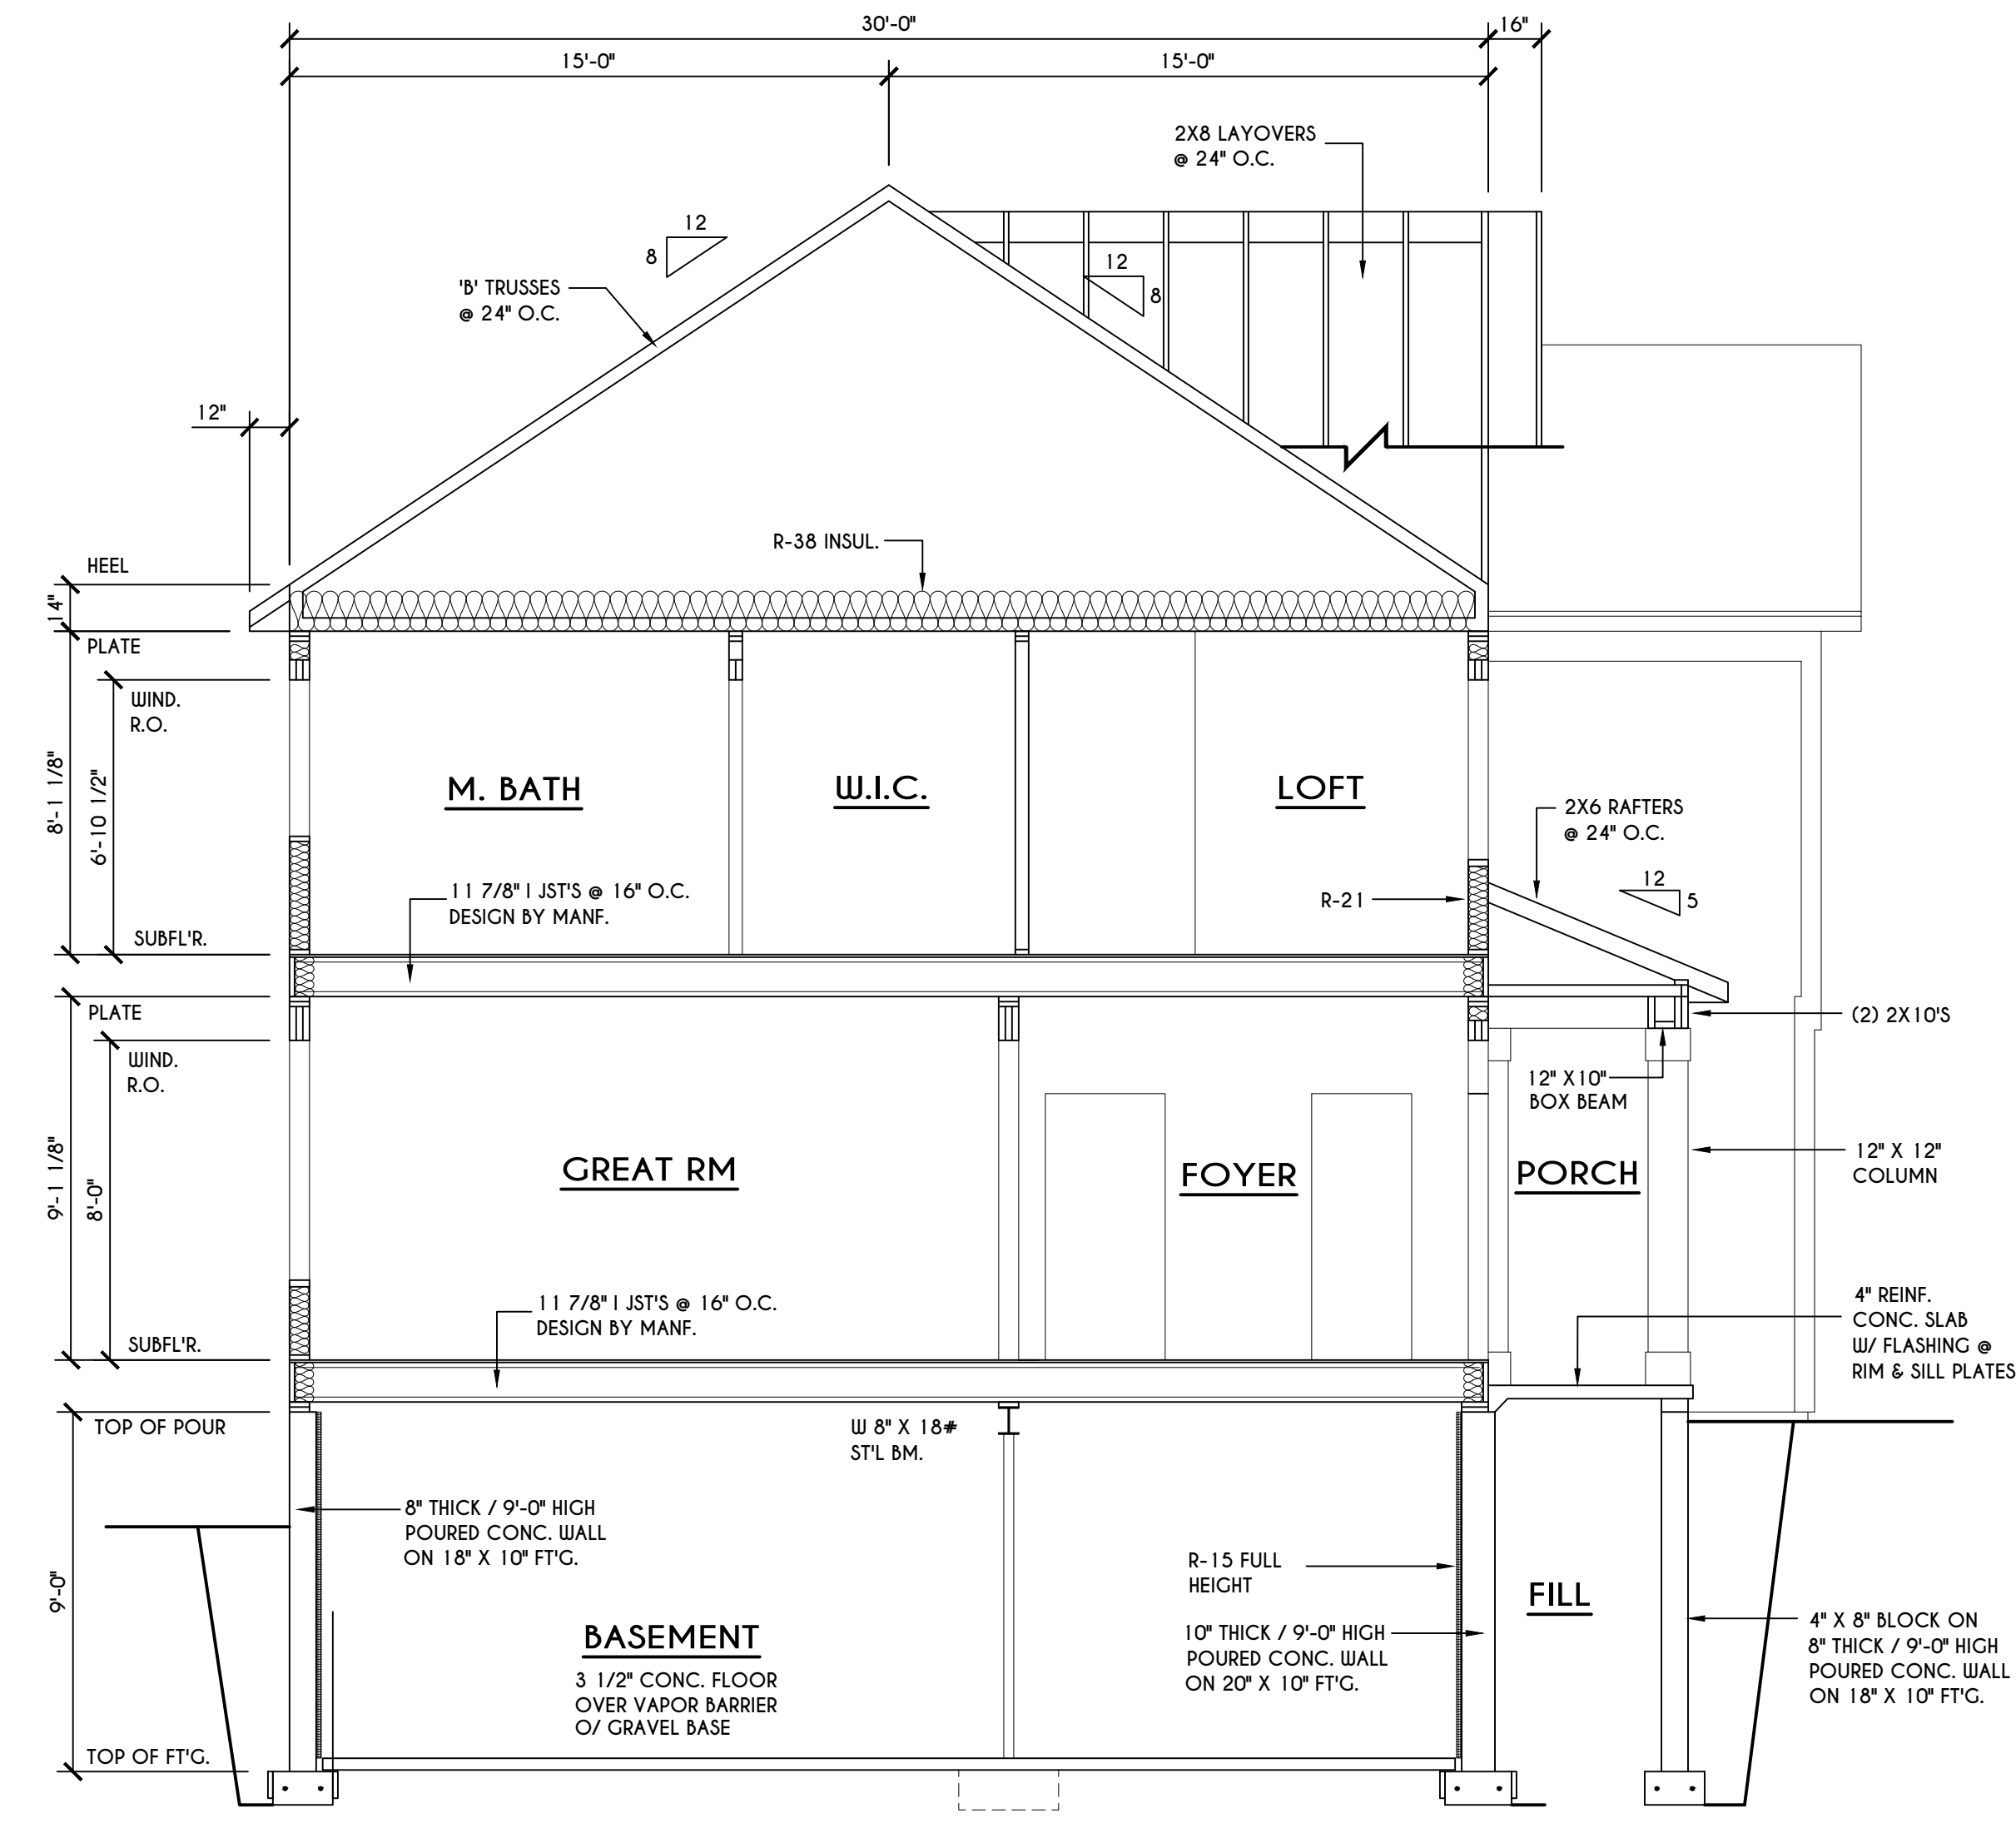 30'-0"
16"
15'-0"
15'-0"
2X8 LAYOVERS
@ 24" O.C.
12
8
12
8
'B' TRUSSES
@ 24" O.C.
12"
R-38 INSUL.
HEEL
14"
PLATE
WIND.
R.O.
8'-1 1/8"
6'-10 1/2"
M. BATH
W.I.C.
LOFT
2X6 RAFTERS
@ 24" O.C.
12
5
11 7/8" I JST'S @ 16" O.C.
DESIGN BY MANF.
R-21
SUBFL'R.
PLATE
(2) 2X10'S
WIND.
R.O.
12" X10"
BOX BEAM
9'-1 1/8"
8'-0"
GREAT RM
FOYER
PORCH
12" X 12"
COLUMN
11 7/8" I JST'S @ 16" O.C.
DESIGN BY MANF.
4" REINF.
CONC. SLAB
W/ FLASHING @
RIM & SILL PLATES
SUBFL'R.
TOP OF POUR
W 8" X 18#
ST'L BM.
8" THICK / 9'-0" HIGH
POURED CONC. WALL
ON 18" X 10" FT'G.
9'-0"
R-15 FULL
HEIGHT
FILL
BASEMENT
3 1/2" CONC. FLOOR
OVER VAPOR BARRIER
O/ GRAVEL BASE
10" THICK / 9'-0" HIGH
POURED CONC. WALL
ON 20" X 10" FT'G.
4" X 8" BLOCK ON
8" THICK / 9'-0" HIGH
POURED CONC. WALL
ON 18" X 10" FT'G.
TOP OF FT'G.